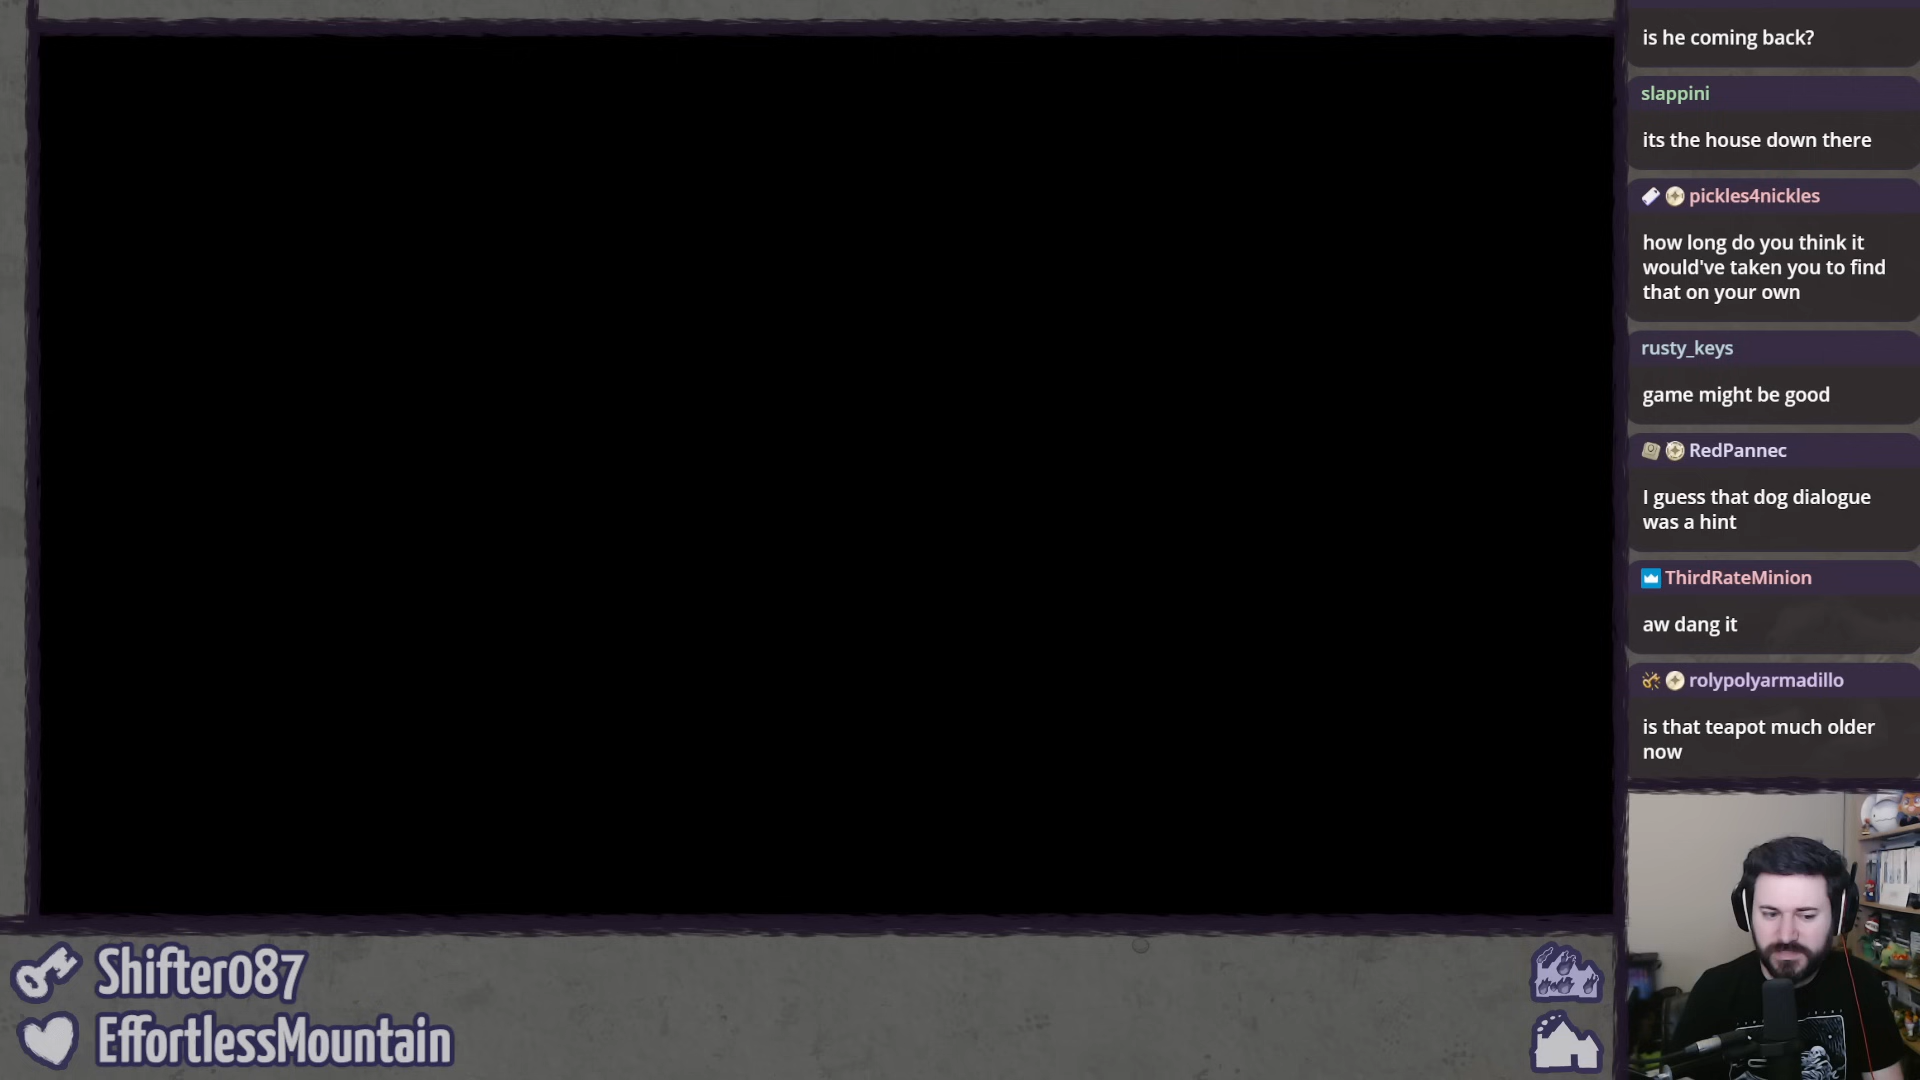 is he coming back?
slappini
its the house down there
pickles4nickles
how long do you think it
would've taken you to find
that on your own
rusty_keys
game might be good
RedPannec
I guess that dog dialogue
was a hint
ThirdRateMinion
aw dang it
rolypolyarmadillo
is that teapot much older
now
Shifter087
EffortlessMountain